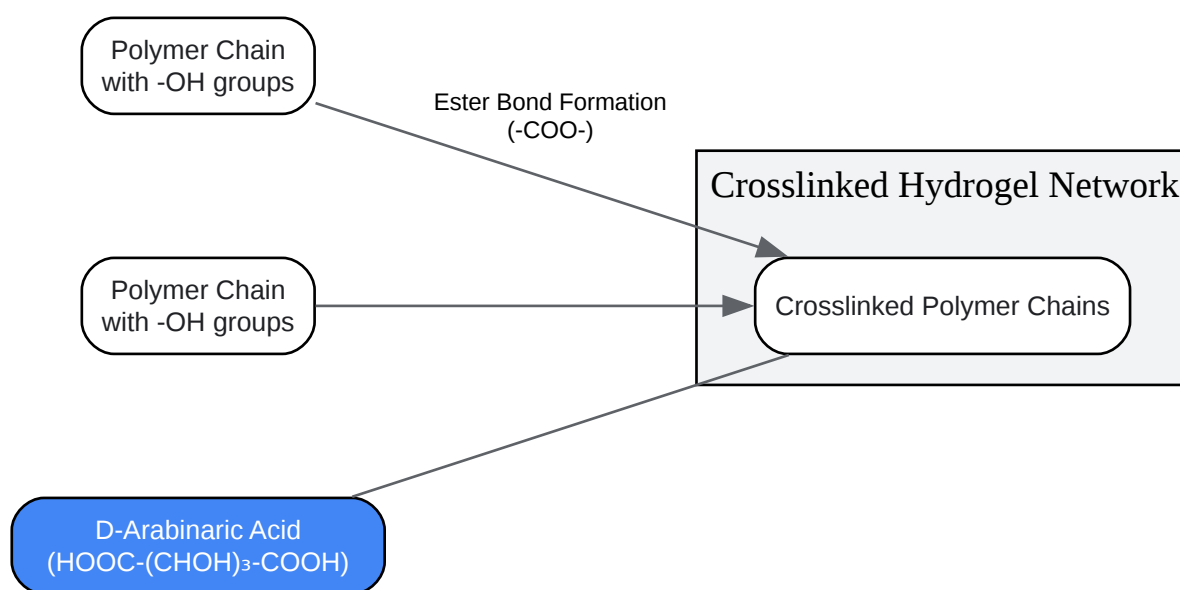 Polymer Chain
with -OH groups
Ester Bond Formation
(-COO-)
Crosslinked Hydrogel Network
Polymer Chain
with -OH groups
Crosslinked Polymer Chains
D-Arabinaric Acid
(HOOC-(CHOH)₃-COOH)